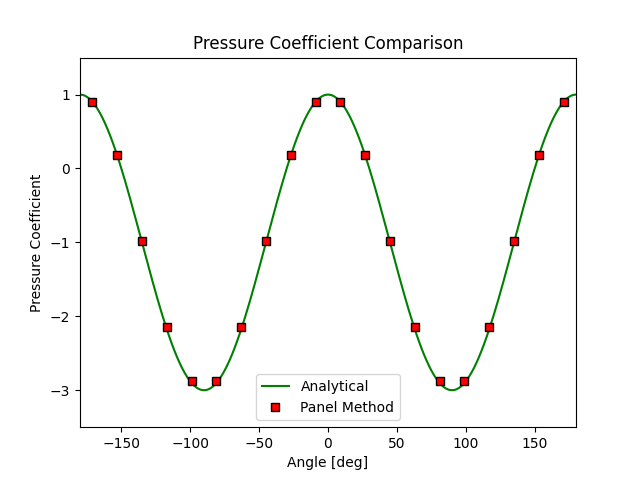 Pressure Coefficient Comparison
Pressure Coefficient
1
0
−1
−2
−3
Analytical
Panel Method
−150
−100
−50
0
50
100
150
Angle [deg]